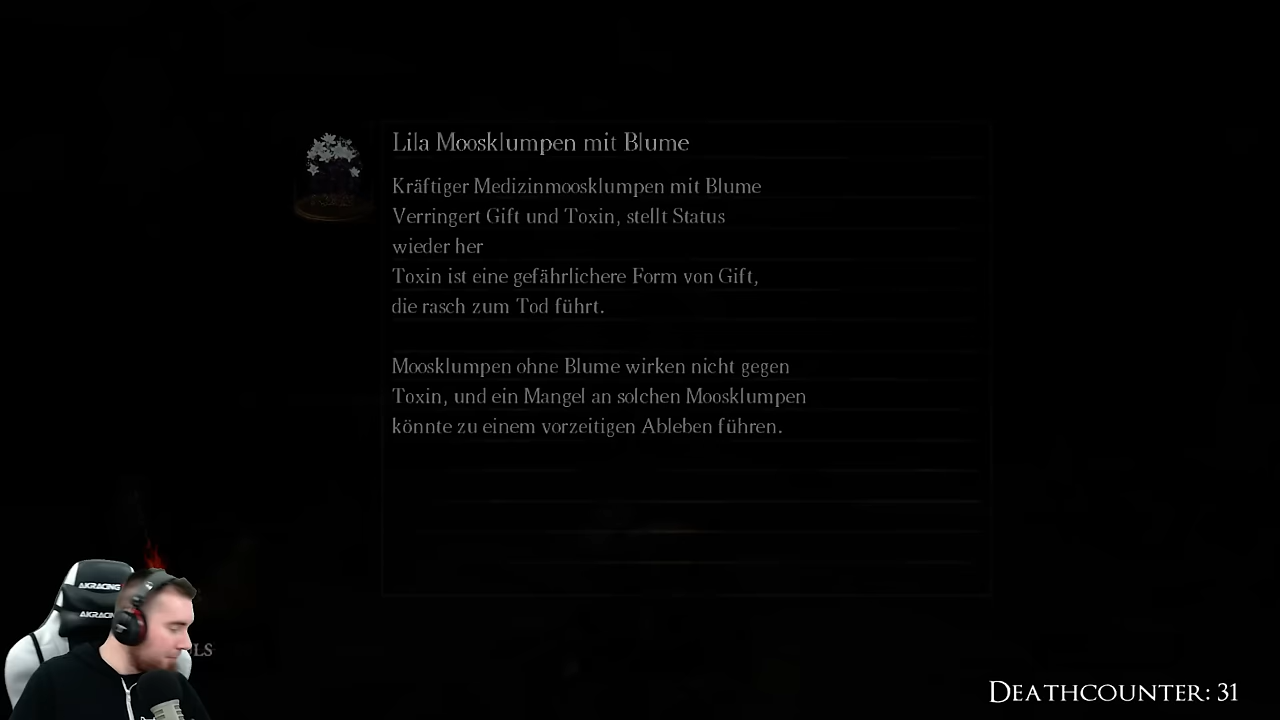 Lila Moosklumpen mit Blume
Kräftiger Medizinmoosklumpen mit Blume
Verringert Gift und Toxin, stellt Status
wieder her
Toxin ist eine gefährlichere Form von Gift,
die rasch zum Tod führt.
Moosklumpen ohne Blume wirken nicht gegen
Toxin, und ein Mangel an solchen Moosklumpen
könnte zu einem vorzeitigen Ableben führen.
AKRACING
AKRACIN
LS
DEATHCOUNTER: 31